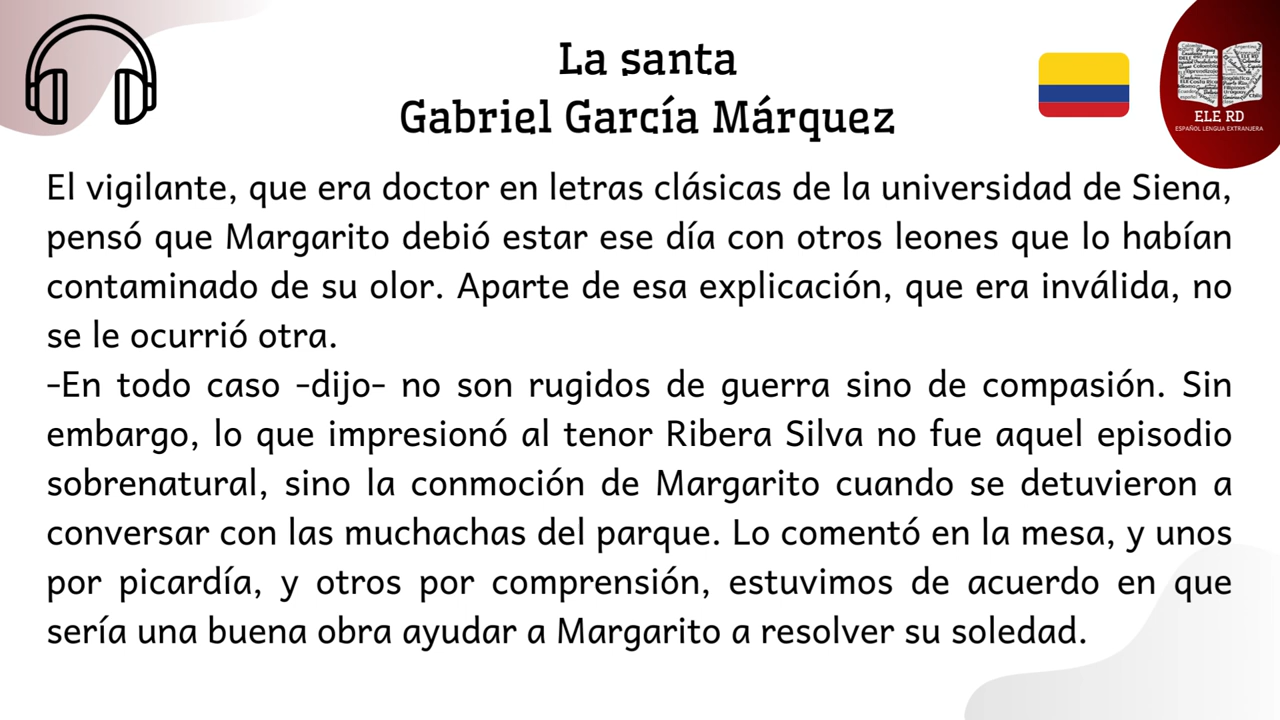 La santa
Gabriel García Márquez
ELE RD
ESPAÑOL LENGUA EXTRANJERA
El vigilante, que era doctor en letras clásicas de la universidad de Siena,
pensó que Margarito debió estar ese día con otros leones que lo habían
contaminado de su olor. Aparte de esa explicación, que era inválida, no
se le ocurrió otra.
-En todo caso -dijo- no son rugidos de guerra sino de compasión. Sin
embargo, lo que impresionó al tenor Ribera Silva no fue aquel episodio
sobrenatural, sino la conmoción de Margarito cuando se detuvieron a
conversar con las muchachas del parque. Lo comentó en la mesa, y unos
por picardía, y otros por comprensión, estuvimos de acuerdo en que
sería una buena obra ayudar a Margarito a resolver su soledad.